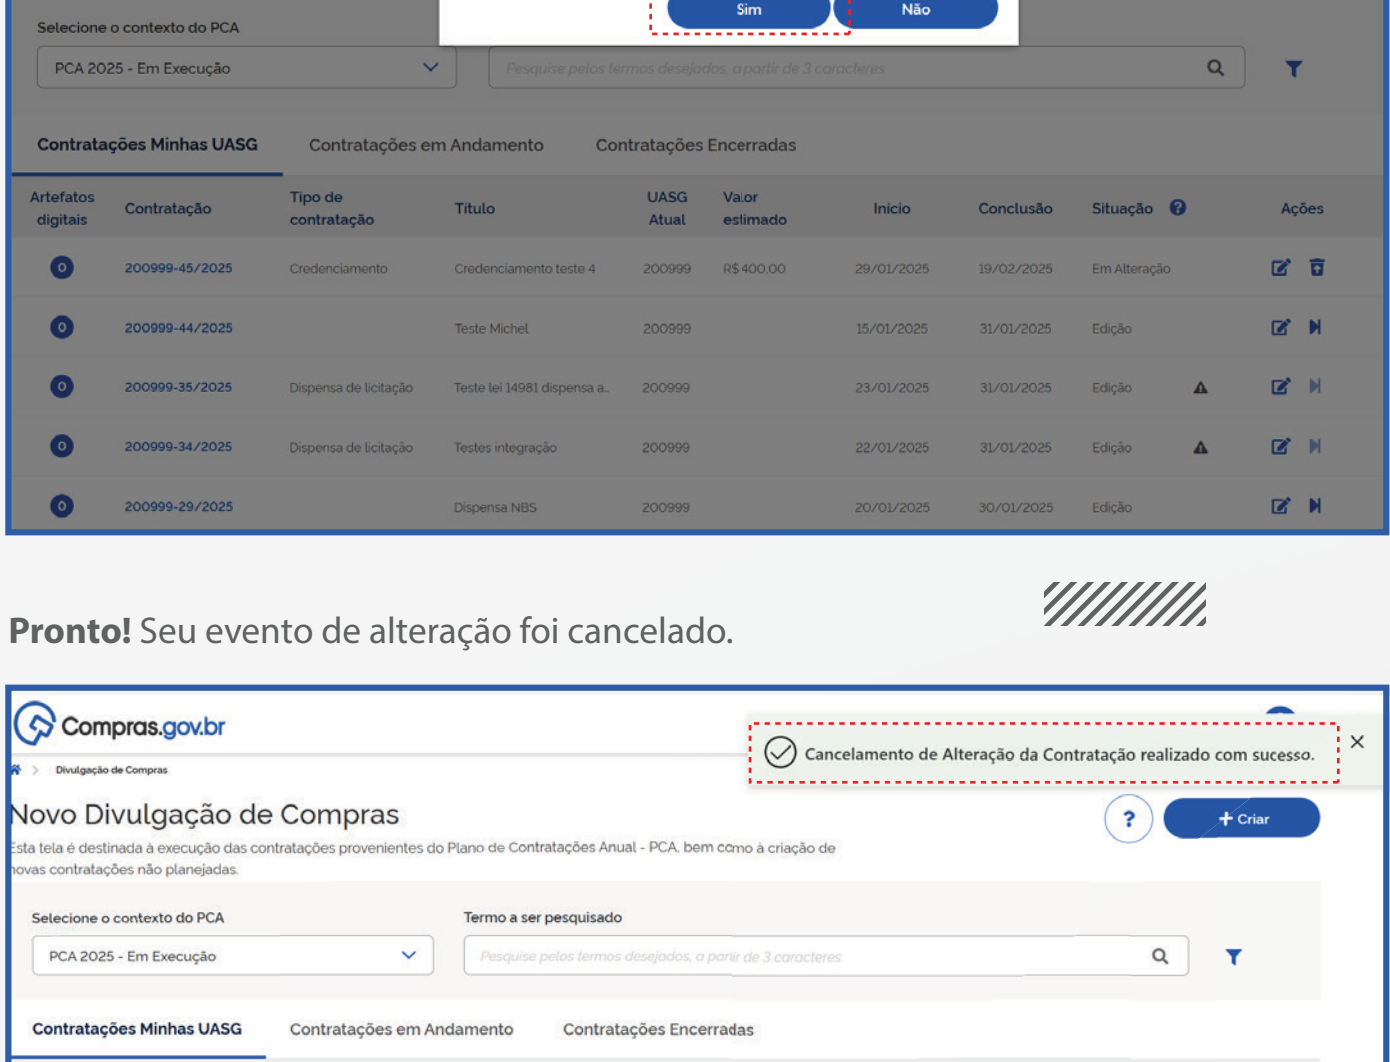 Sim Não
Selecione o contexto do PCA
PCA 2025 - Em Execução Pesquise pelos termos desejados, a partir de 3 caracteres
Contratações Minhas UASG Contratações em Andamento Contratações Encerradas
Artefatos digitais Contratação Tipo de contratação Título UASG Atual Valor estimado Início Conclusão Situação ? Ações
0 200999-45/2025 Credenciamento Credenciamento teste 4 200999 R$ 400,00 29/01/2025 19/02/2025 Em Alteração
0 200999-44/2025 Teste Michel 200999 15/01/2025 31/01/2025 Edição
0 200999-35/2025 Dispensa de licitação Teste lei 14981 dispensa a... 200999 23/01/2025 31/01/2025 Edição
0 200999-34/2025 Dispensa de licitação Testes integração 200999 22/01/2025 31/01/2025 Edição
0 200999-29/2025 Dispensa NBS 200999 20/01/2025 30/01/2025 Edição
Pronto! Seu evento de alteração foi cancelado.
Compras.gov.br
Cancelamento de Alteração da Contratação realizado com sucesso. ×
> Divulgação de Compras
Novo Divulgação de Compras
? + Criar
Esta tela é destinada à execução das contratações provenientes do Plano de Contratações Anual - PCA, bem como à criação de
novas contratações não planejadas.
Selecione o contexto do PCA Termo a ser pesquisado
PCA 2025 - Em Execução Pesquise pelos termos desejados, a partir de 3 caracteres
Contratações Minhas UASG Contratações em Andamento Contratações Encerradas